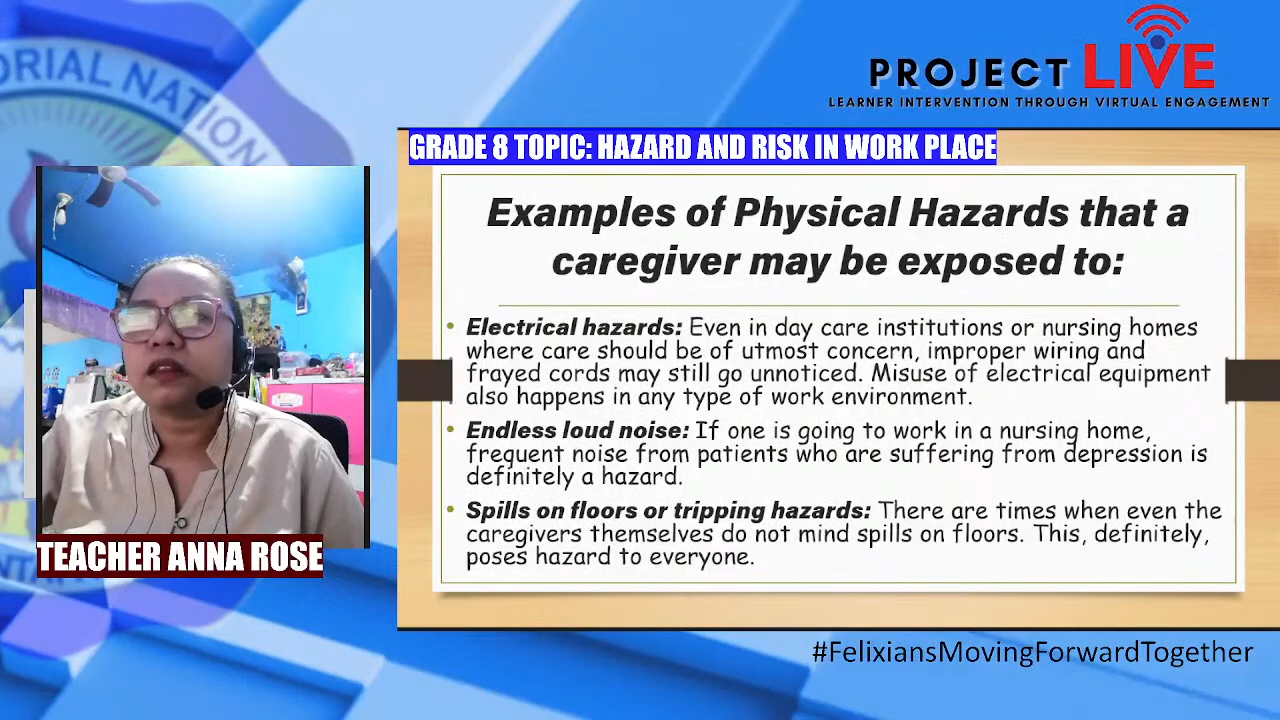 PROJECT LIVE
LEARNER INTERVENTION THROUGH VIRTUAL ENGAGEMENT
ORIAL NATION
GRADE 8 TOPIC: HAZARD AND RISK IN WORK PLACE
Examples of Physical Hazards that a
caregiver may be exposed to:
• Electrical hazards: Even in day care institutions or nursing homes
where care should be of utmost concern, improper wiring and
frayed cords may still go unnoticed. Misuse of electrical equipment
also happens in any type of work environment.
• Endless loud noise: If one is going to work in a nursing home,
frequent noise from patients who are suffering from depression is
definitely a hazard.
• Spills on floors or tripping hazards: There are times when even the
caregivers themselves do not mind spills on floors. This, definitely,
poses hazard to everyone.
TEACHER ANNA ROSE
#FelixiansMovingForwardTogether